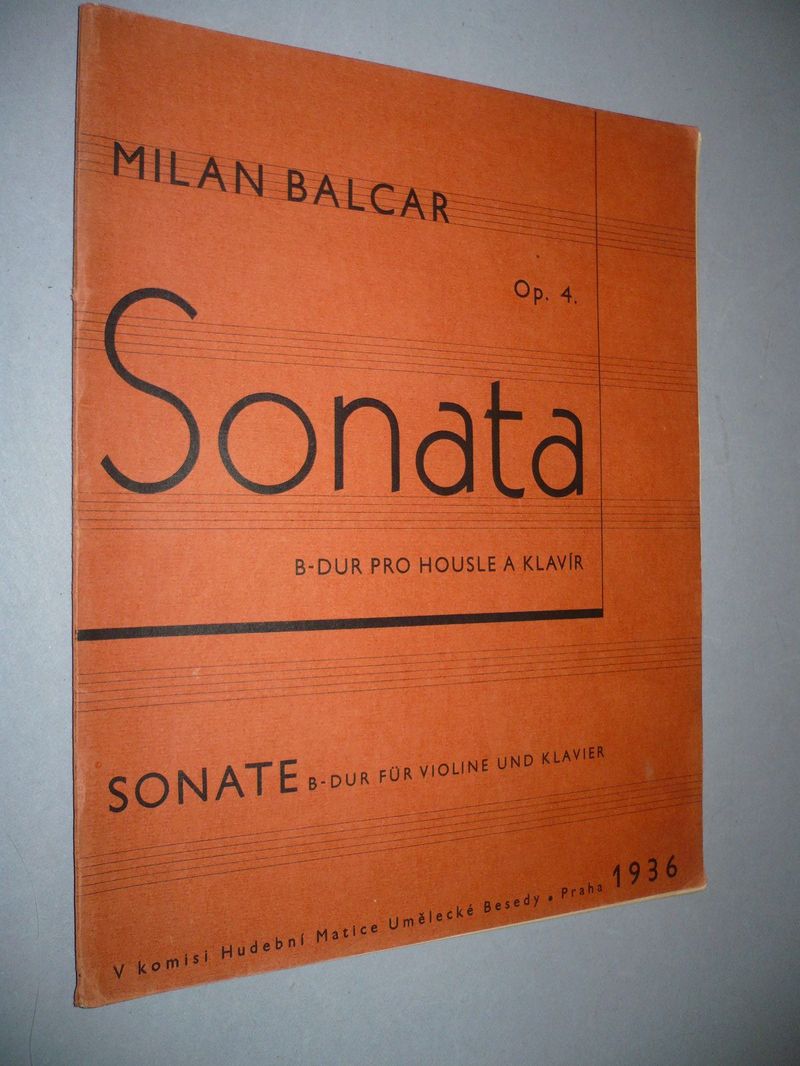 MILAN BALCAR
Op. 4.
Sonata
B-DUR PRO HOUSLE A KLAVÍR
SONATE B-DUR FÜR VIOLINE UND KLAVIER
V komisi Hudební Matice Umělecké Besedy • Praha 1936